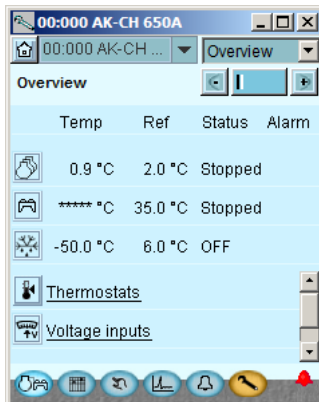 00:000 AK-CH 650A
00:000 AK-CH ... Overview
Overview
Temp Ref Status Alarm
0.9 °C 2.0 °C Stopped
***** °C 35.0 °C Stopped
-50.0 °C 6.0 °C OFF
Thermostats
Voltage inputs